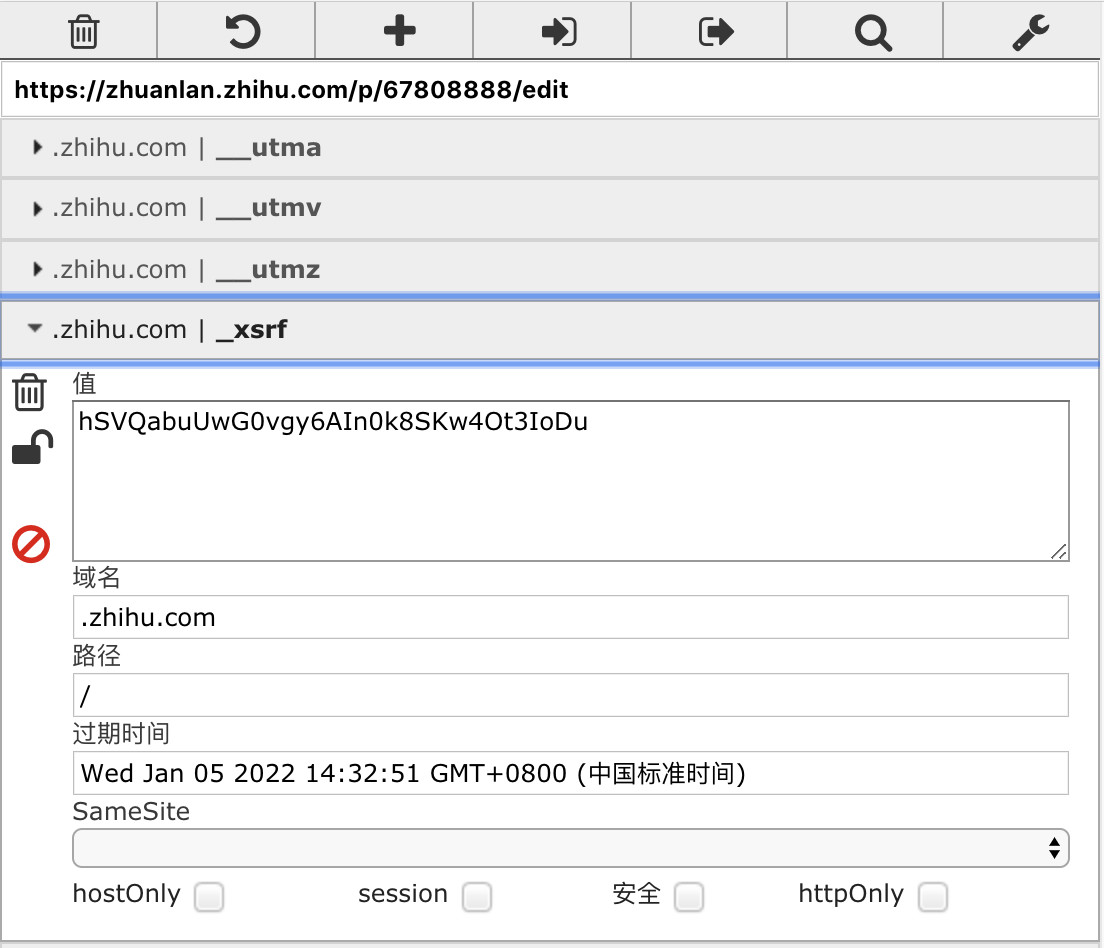 https://zhuanlan.zhihu.com/p/67808888/edit
.zhihu.com | __utma
.zhihu.com | __utmv
.zhihu.com | __utmz
.zhihu.com | _xsrf
值
hSVQabuUwG0vgy6AIn0k8SKw4Ot3IoDu
域名
.zhihu.com
路径
/
过期时间
Wed Jan 05 2022 14:32:51 GMT+0800 (中国标准时间)
SameSite
hostOnly session 安全 httpOnly